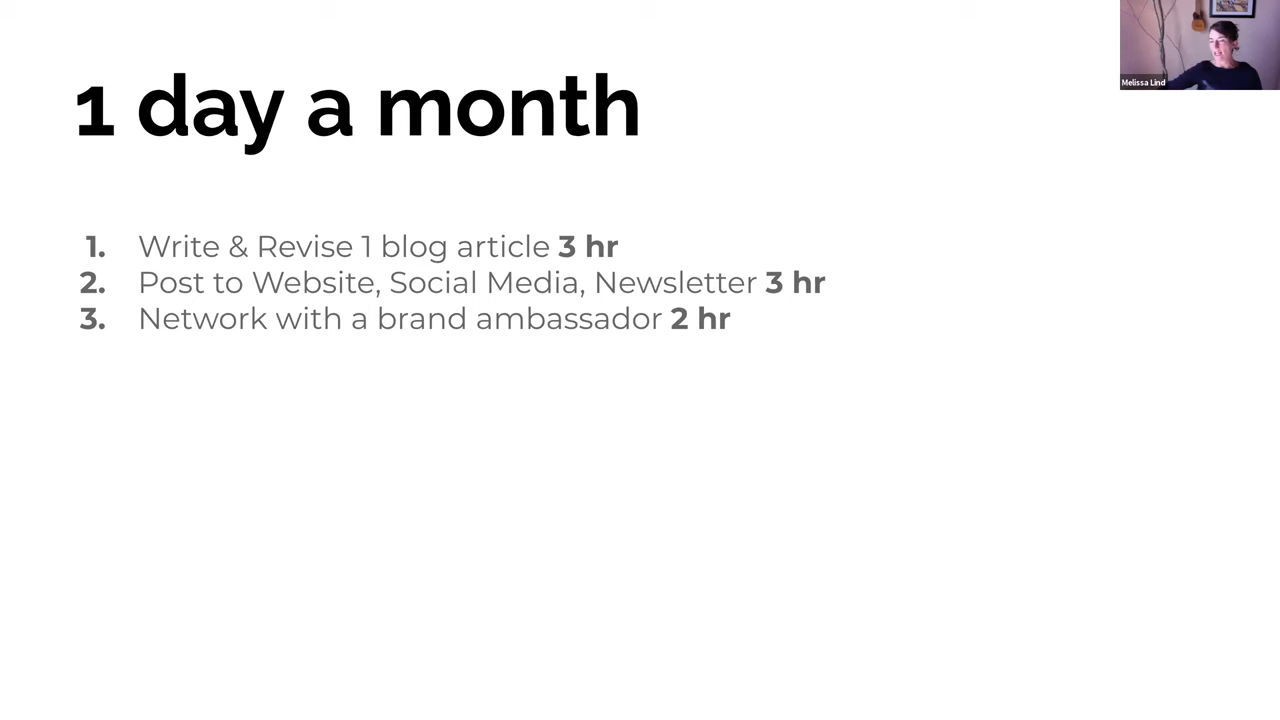 1 day a month
1. Write & Revise 1 blog article 3 hr
2. Post to Website, Social Media, Newsletter 3 hr
3. Network with a brand ambassador 2 hr
Melissa Lind